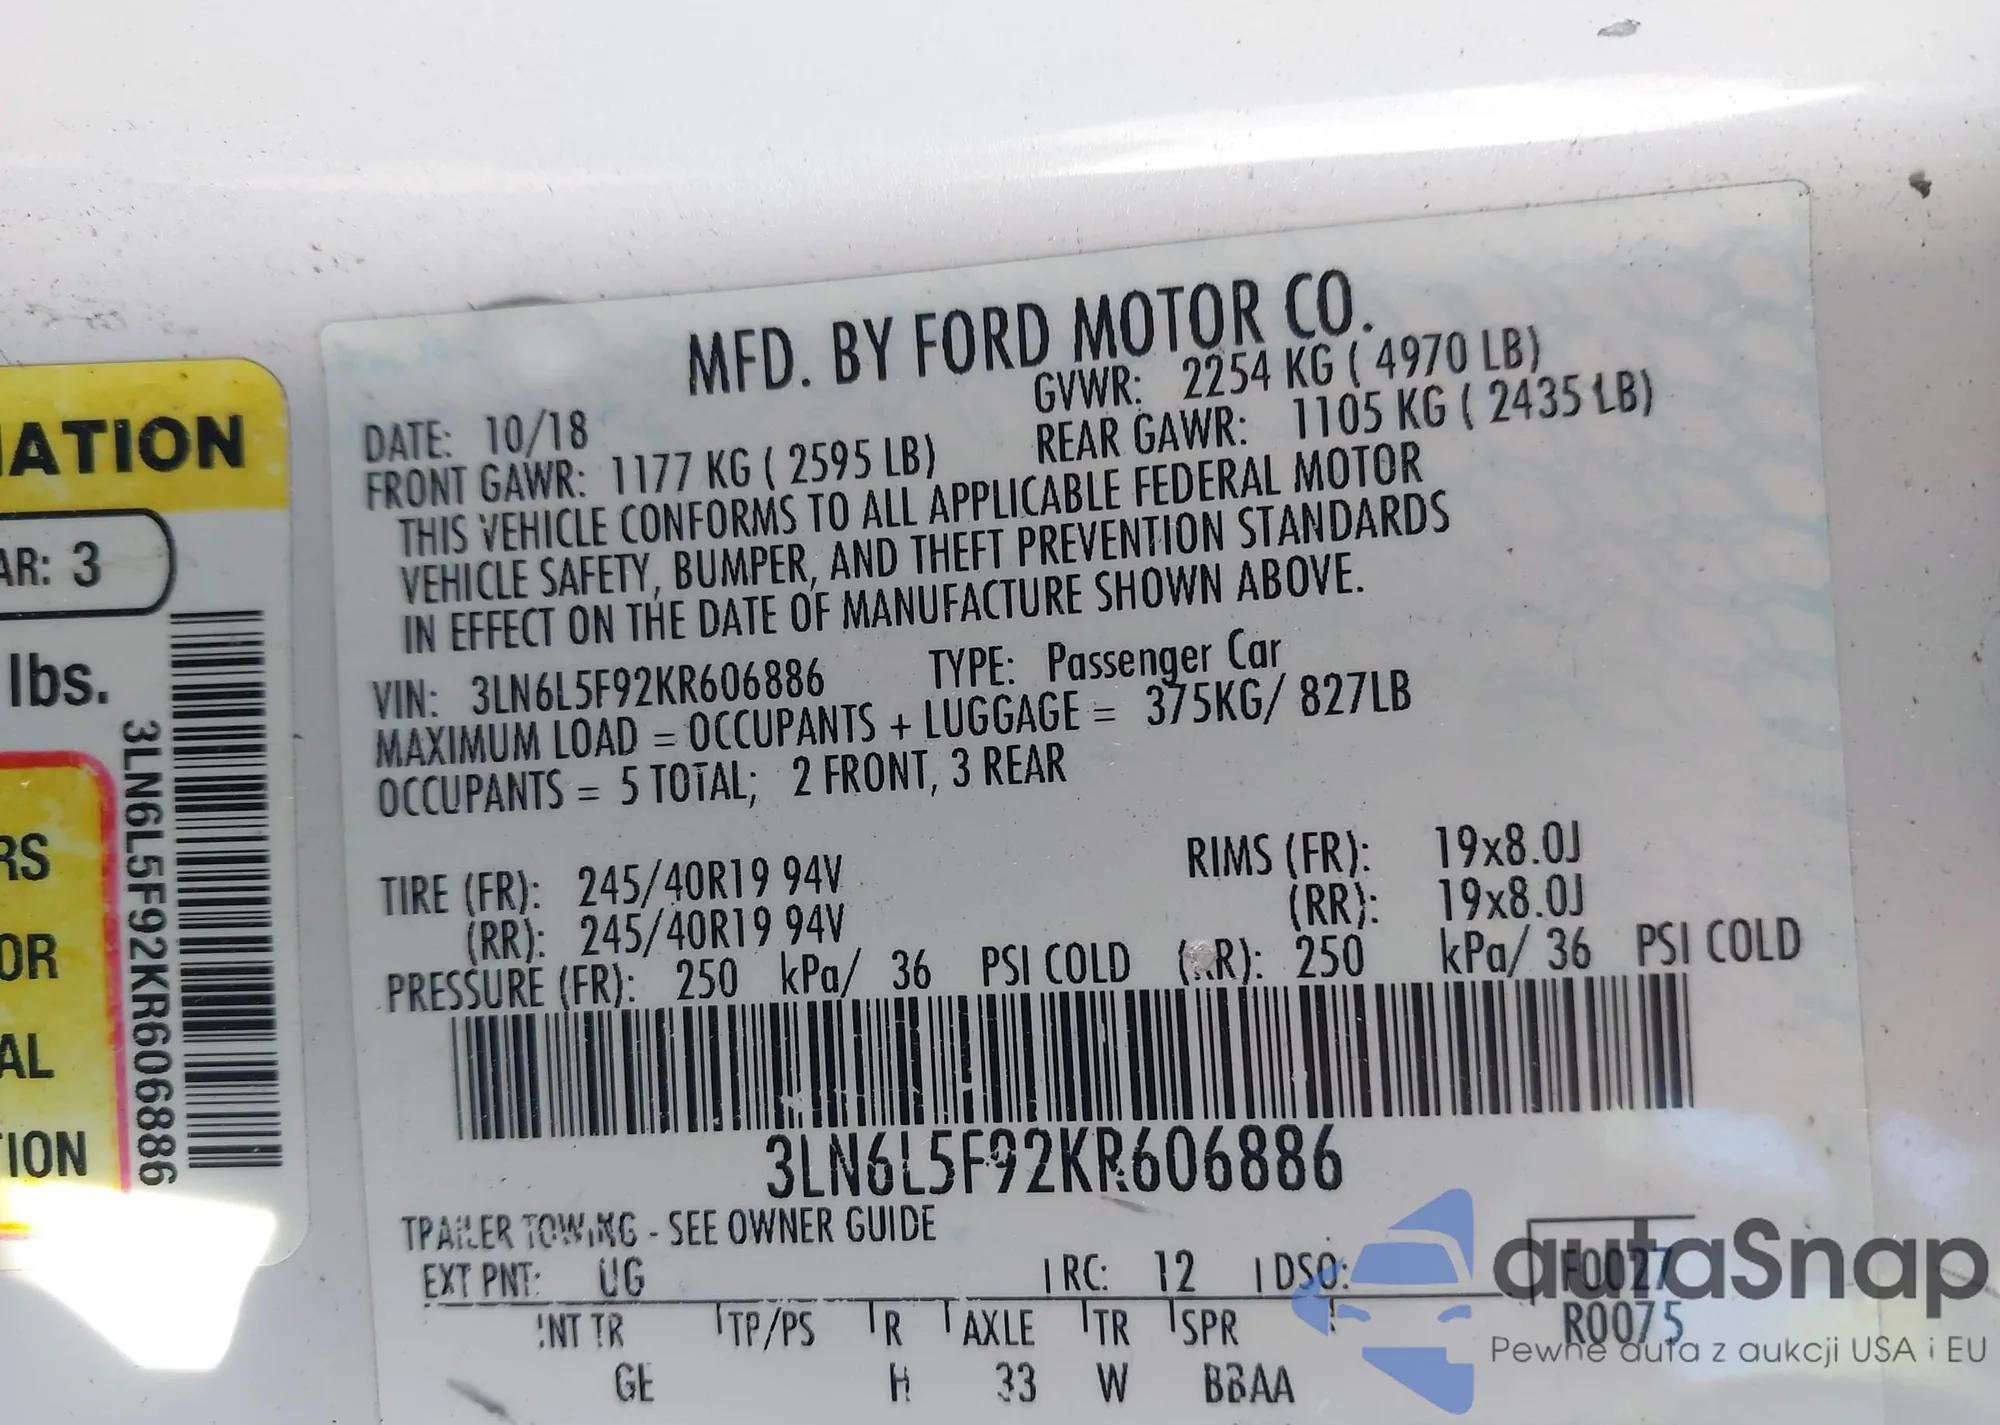 MATION
AR: 3
lbs.
RS
OR
AL
TION
3LN6L5F92KR606886
MFD. BY FORD MOTOR CO.
DATE: 10/18 GVWR: 2254 KG ( 4970 LB)
FRONT GAWR: 1177 KG ( 2595 LB) REAR GAWR: 1105 KG ( 2435 LB)
THIS VEHICLE CONFORMS TO ALL APPLICABLE FEDERAL MOTOR
VEHICLE SAFETY, BUMPER, AND THEFT PREVENTION STANDARDS
IN EFFECT ON THE DATE OF MANUFACTURE SHOWN ABOVE.
VIN: 3LN6L5F92KR606886 TYPE: Passenger Car
MAXIMUM LOAD = OCCUPANTS + LUGGAGE = 375KG/ 827LB
OCCUPANTS = 5 TOTAL; 2 FRONT, 3 REAR
TIRE (FR): 245/40R19 94V RIMS (FR): 19x8.0J
(RR): 245/40R19 94V (RR): 19x8.0J
PRESSURE (FR): 250 kPa/ 36 PSI COLD (RR): 250 kPa/ 36 PSI COLD
3LN6L5F92KR606886
TRAILER TOWING - SEE OWNER GUIDE
EXT PNT: UG RC: 12 DSO: F0027
INT TR TP/PS R AXLE TR SPR R0075
GE H 33 W BBAA
autaSnap
Pewne auta z aukcji USA i EU